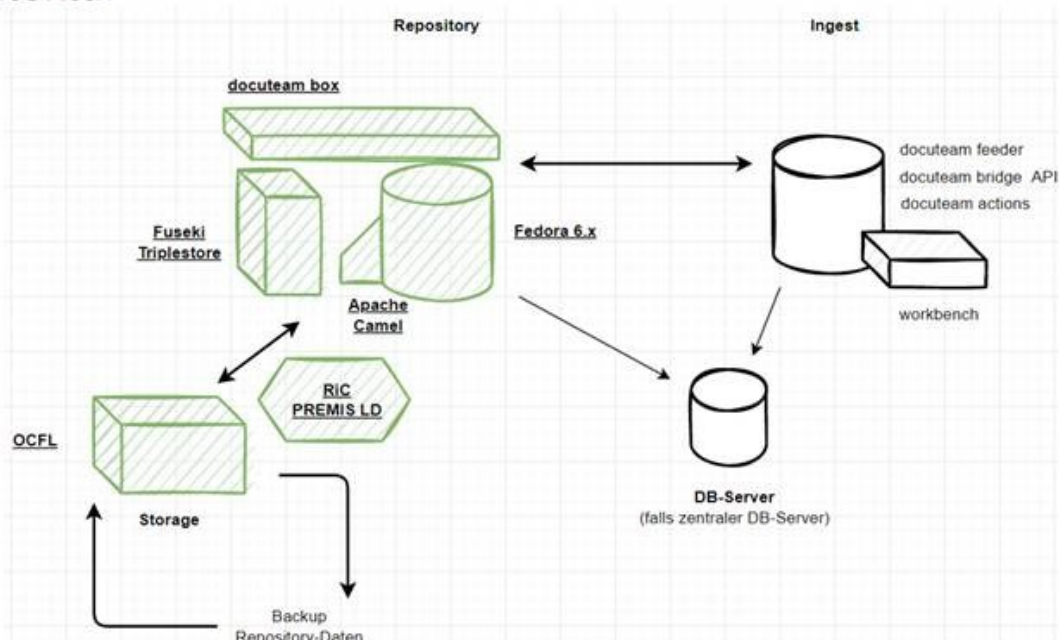 Repository
Ingest
docuteam box
docuteam feeder
docuteam bridge API
docuteam actions
Fuseki
Triplestore
Fedora 6.x
Apache
Camel
workbench
RiC
PREMIS LD
OCFL
Storage
DB-Server
(falls zentraler DB-Server)
Backup
Repository-Daten